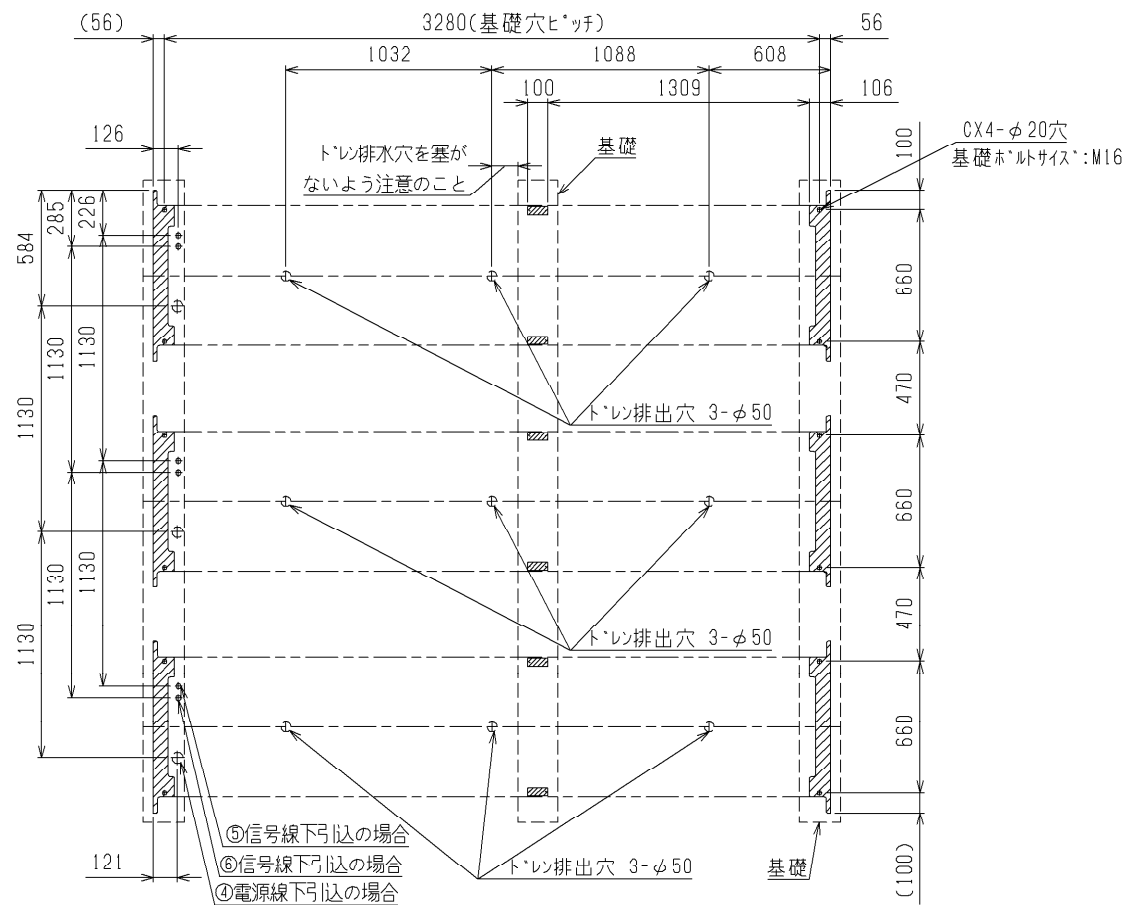 (56)
3280(基礎穴ピッチ)
56
1032
1088
608
100
1309
106
126
ドレン排水穴を塞が
ないよう注意のこと
基礎
CX4-φ20穴
基礎ボルトサイズ:M16
100
584
285
226
660
1130
1130
1130
470
ドレン排出穴 3-φ50
660
1130
1130
1130
470
ドレン排出穴 3-φ50
660
⑤信号線下引込の場合
⑥信号線下引込の場合
④電源線下引込の場合
121
ドレン排出穴 3-φ50
基礎
(100)